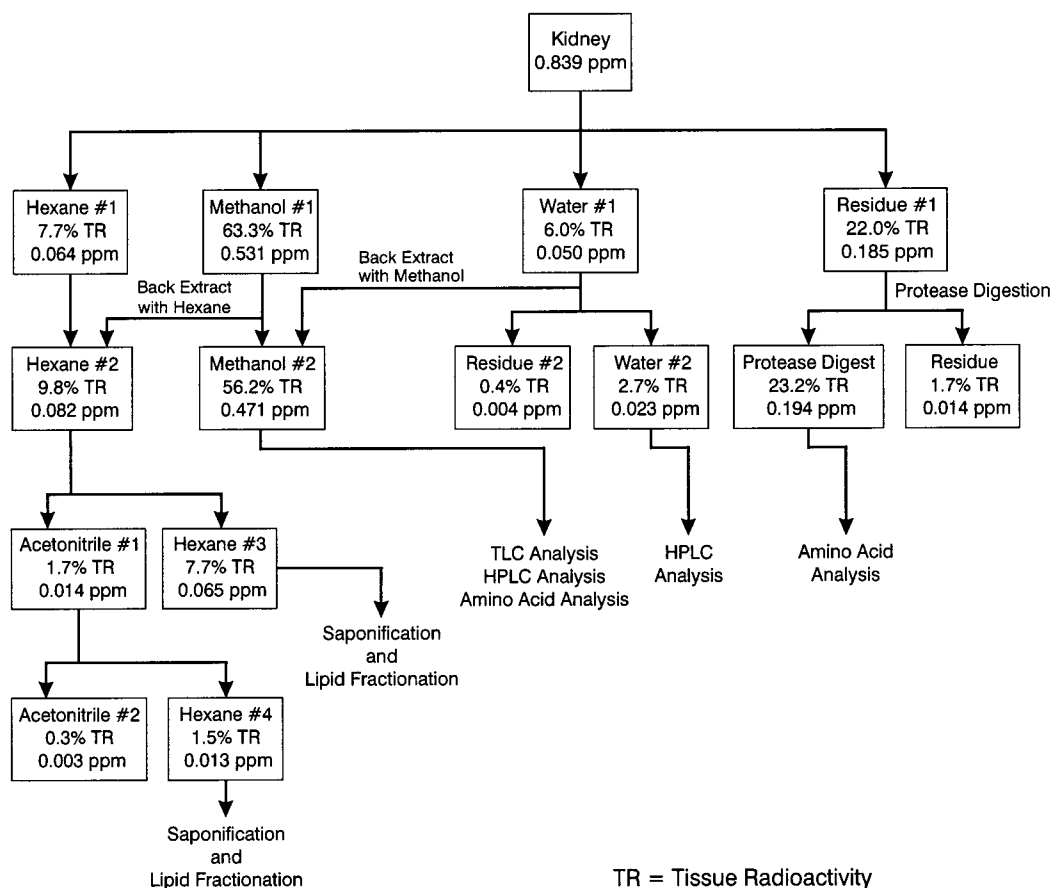 Kidney
0.839 ppm
Hexane #1
7.7% TR
0.064 ppm
Methanol #1
63.3% TR
0.531 ppm
Water #1
6.0% TR
0.050 ppm
Residue #1
22.0% TR
0.185 ppm
Back Extract
with Hexane
Back Extract
with Methanol
Protease Digestion
Hexane #2
9.8% TR
0.082 ppm
Methanol #2
56.2% TR
0.471 ppm
Residue #2
0.4% TR
0.004 ppm
Water #2
2.7% TR
0.023 ppm
Protease Digest
23.2% TR
0.194 ppm
Residue
1.7% TR
0.014 ppm
Acetonitrile #1
1.7% TR
0.014 ppm
Hexane #3
7.7% TR
0.065 ppm
TLC Analysis
HPLC Analysis
Amino Acid Analysis
HPLC
Analysis
Amino Acid
Analysis
Saponification
and
Lipid Fractionation
Acetonitrile #2
0.3% TR
0.003 ppm
Hexane #4
1.5% TR
0.013 ppm
Saponification
and
Lipid Fractionation
TR = Tissue Radioactivity